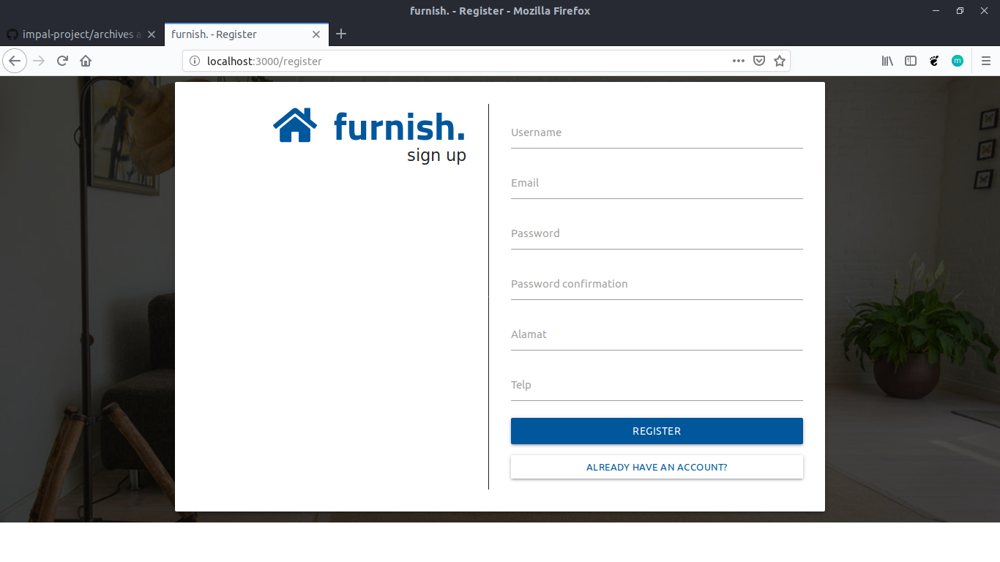 furnish. - Register - Mozilla Firefox
impal-project/archives a
furnish. - Register
localhost:3000/register
m
furnish.
sign up
Username
Email
Password
Password confirmation
Alamat
Telp
REGISTER
ALREADY HAVE AN ACCOUNT?